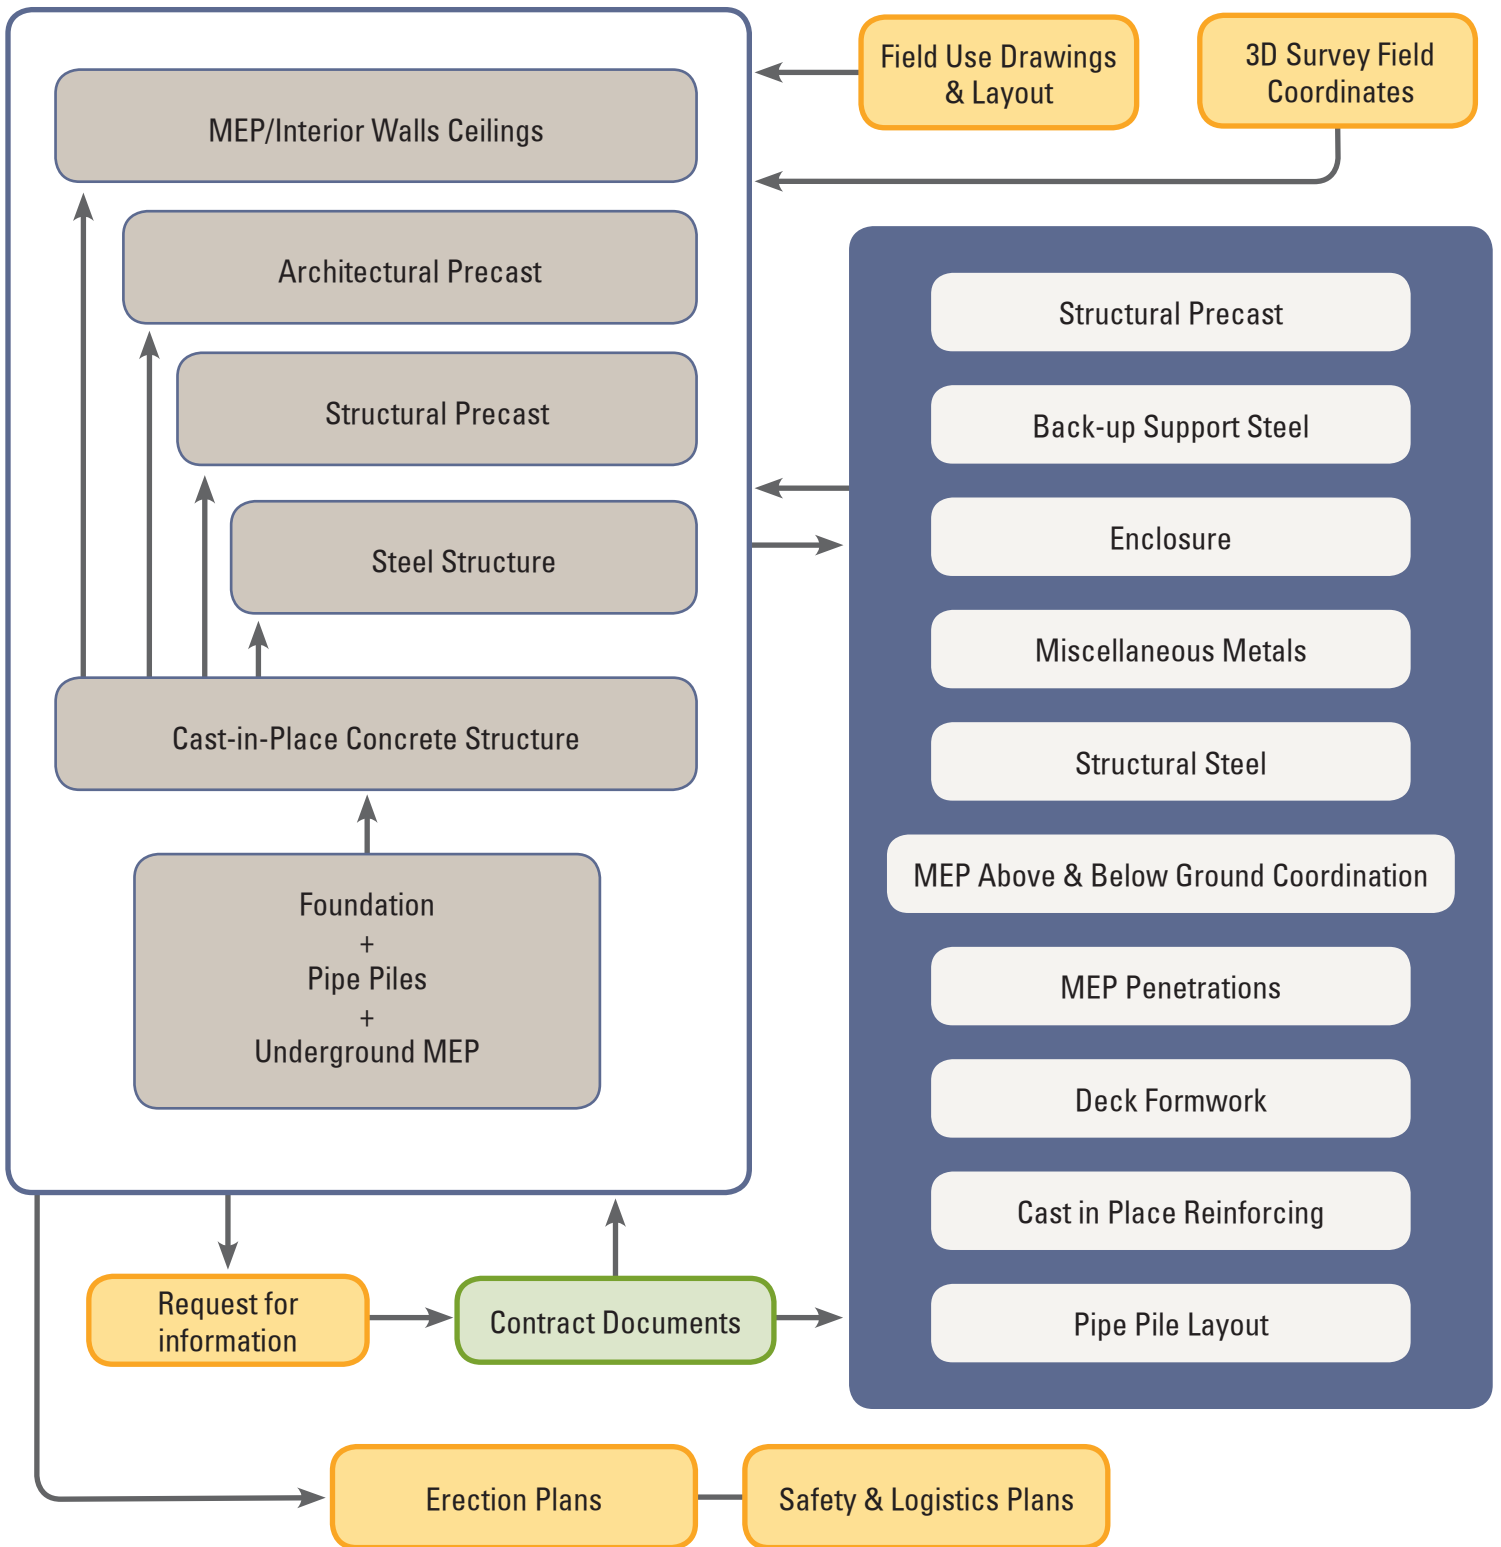 Field Use Drawings
& Layout
3D Survey Field
Coordinates
MEP/Interior Walls Ceilings
Architectural Precast
Structural Precast
Steel Structure
Cast-in-Place Concrete Structure
Foundation
+
Pipe Piles
+
Underground MEP
Structural Precast
Back-up Support Steel
Enclosure
Miscellaneous Metals
Structural Steel
MEP Above & Below Ground Coordination
MEP Penetrations
Deck Formwork
Cast in Place Reinforcing
Pipe Pile Layout
Request for
information
Contract Documents
Erection Plans
Safety & Logistics Plans